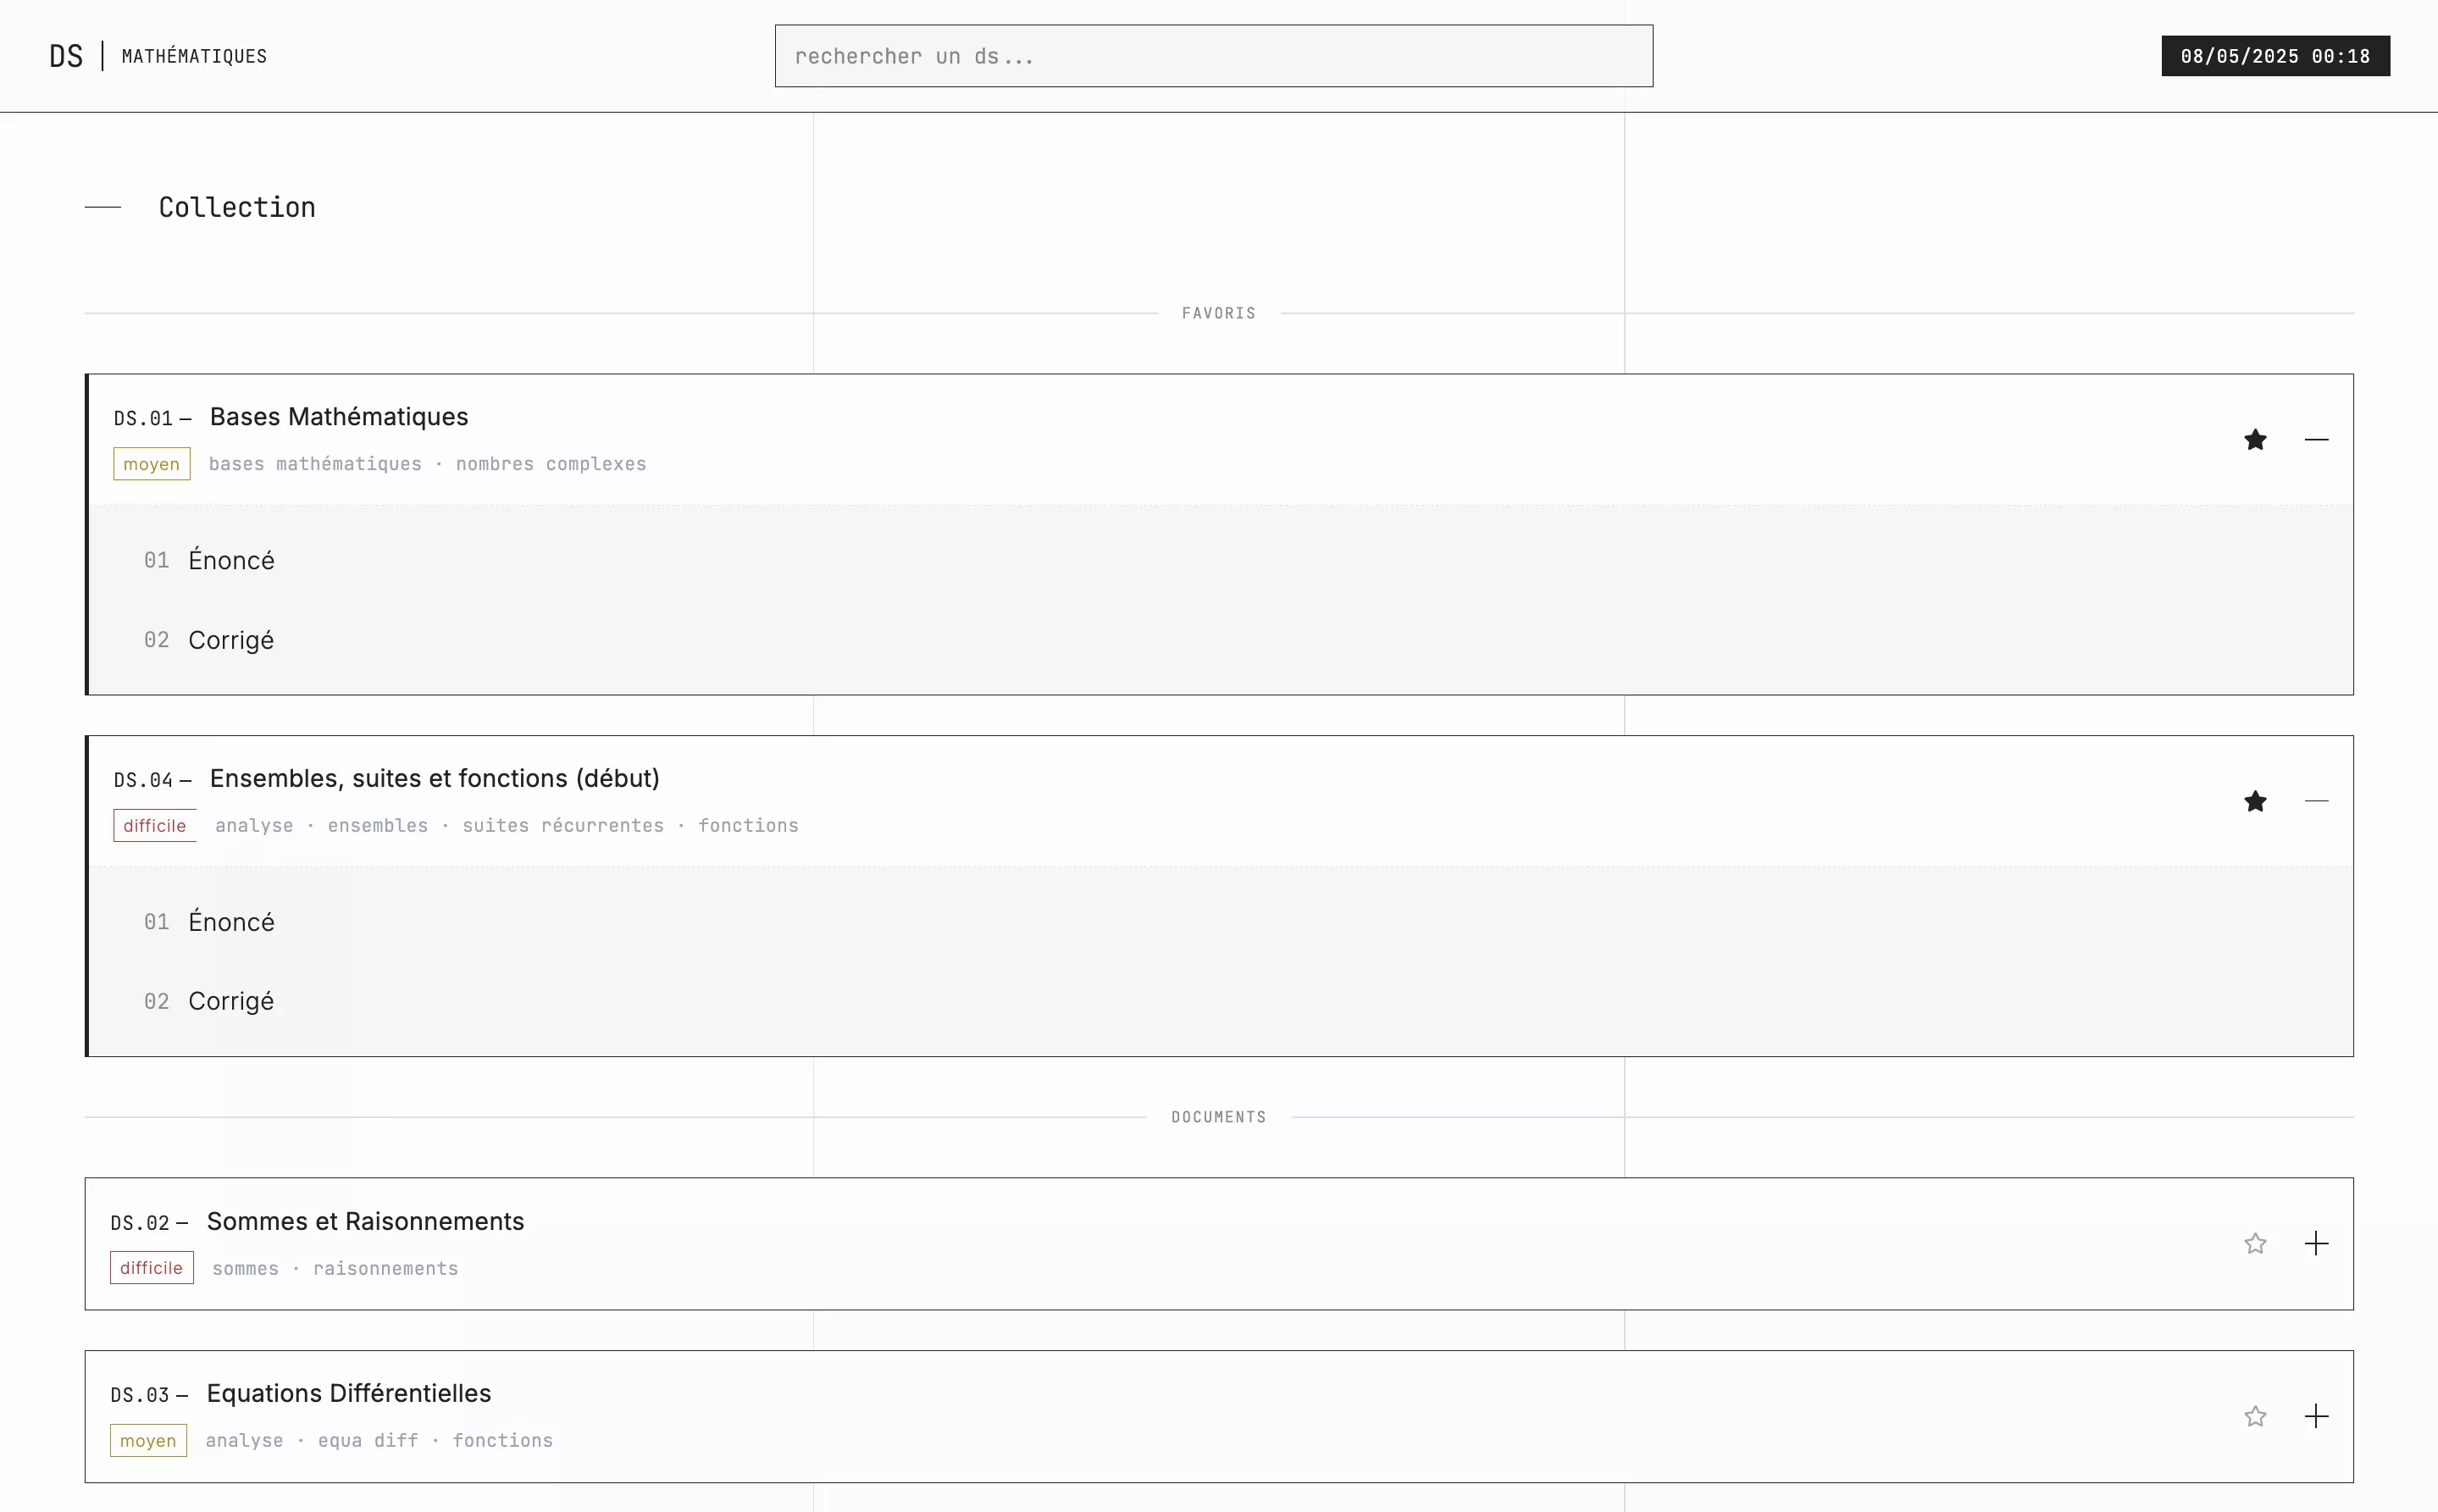 DS | MATHÉMATIQUES
rechercher un ds...
08/05/2025 00:18
Collection
FAVORIS
DS.01 — Bases Mathématiques
moyen bases mathématiques · nombres complexes
01 Énoncé
02 Corrigé
DS.04 — Ensembles, suites et fonctions (début)
difficile analyse · ensembles · suites récurrentes · fonctions
01 Énoncé
02 Corrigé
DOCUMENTS
DS.02 — Sommes et Raisonnements
difficile sommes · raisonnements
DS.03 — Equations Différentielles
moyen analyse · equa diff · fonctions